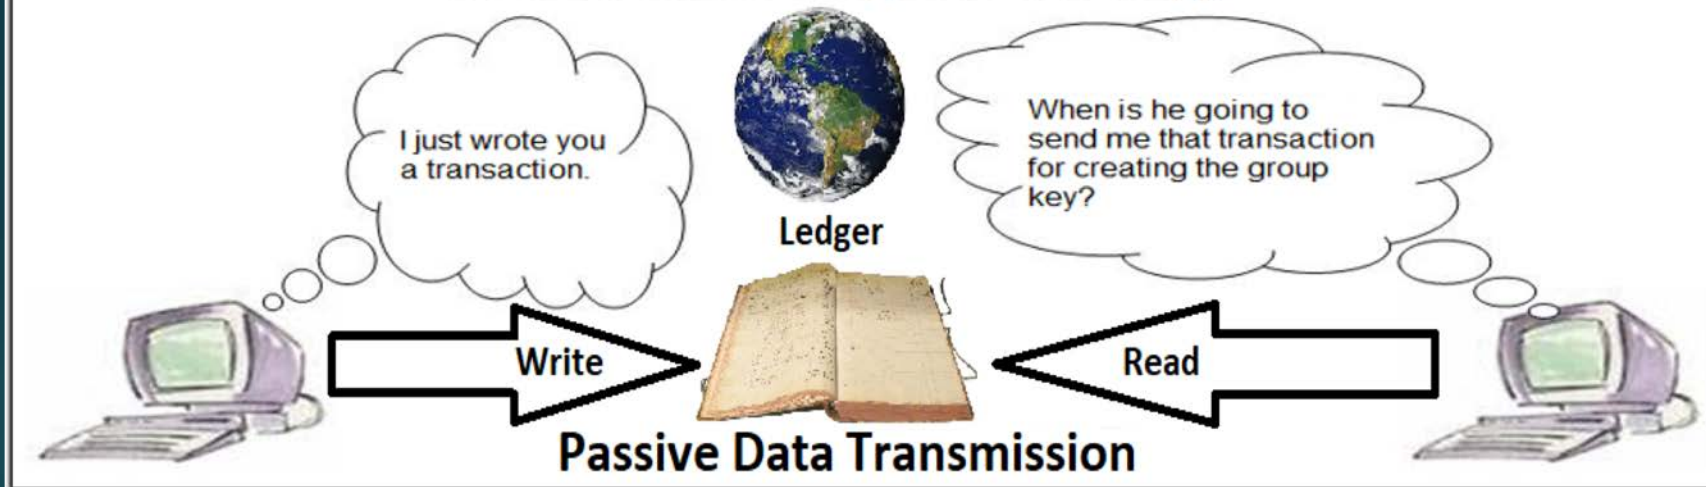 I just wrote you
a transaction.
When is he going to
send me that transaction
for creating the group
key?
Ledger
Write
Read
Passive Data Transmission